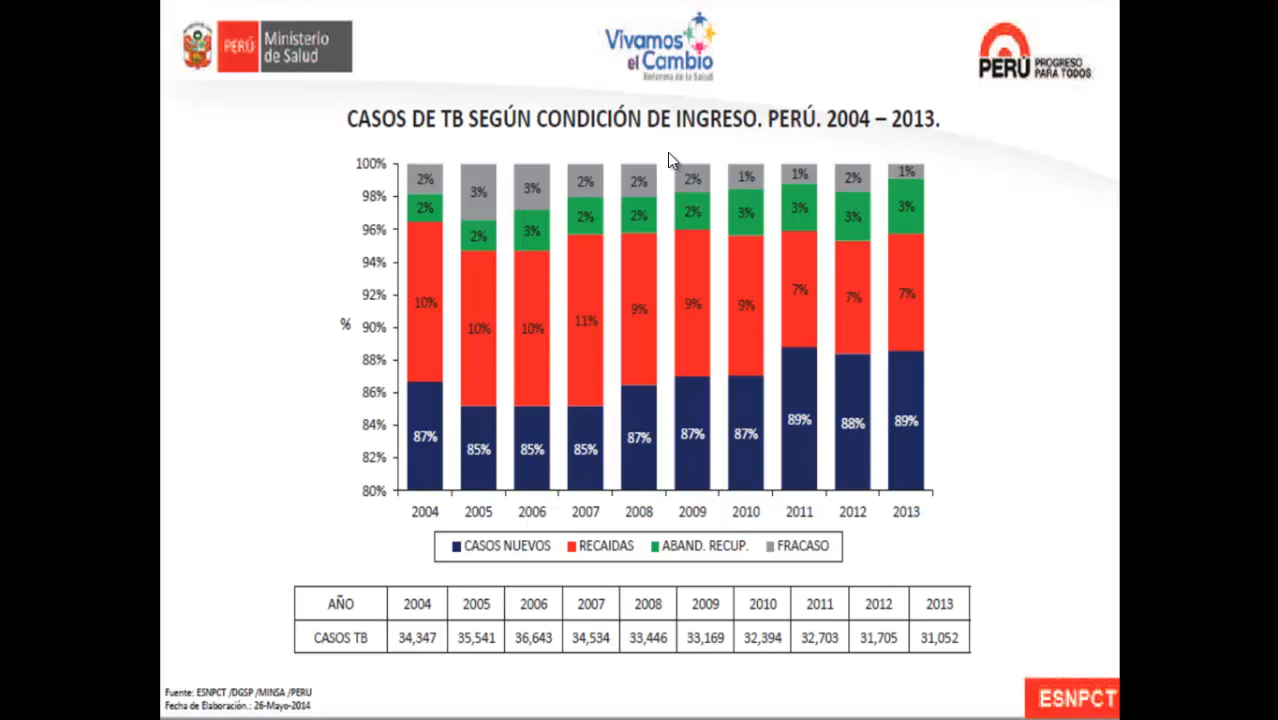 PERÚ Ministerio
de Salud
Vivamos
el Cambio
Reforma de la Salud
PERÚ PROGRESO
PARA TODOS
CASOS DE TB SEGÚN CONDICIÓN DE INGRESO. PERÚ. 2004 – 2013.
100% 2% 3% 3% 2% 2% 2% 1% 1% 2% 1%
98% 2% 2% 3% 2% 2% 2% 3% 3% 3% 3%
96%
94%
92% 10% 10% 10% 11% 9% 9% 9% 7% 7% 7%
%
90%
88%
86%
84% 87% 85% 85% 85% 87% 87% 87% 89% 88% 89%
82%
80%
2004 2005 2006 2007 2008 2009 2010 2011 2012 2013
CASOS NUEVOS RECAIDAS ABAND. RECUP. FRACASO
AÑO 2004 2005 2006 2007 2008 2009 2010 2011 2012 2013
CASOS TB 34,347 35,541 36,643 34,534 33,446 33,169 32,394 32,703 31,705 31,052
Fuente: ESNPCT /DGSP /MINSA /PERU
Fecha de Elaboración.: 26-Mayo-2014
ESNPCT